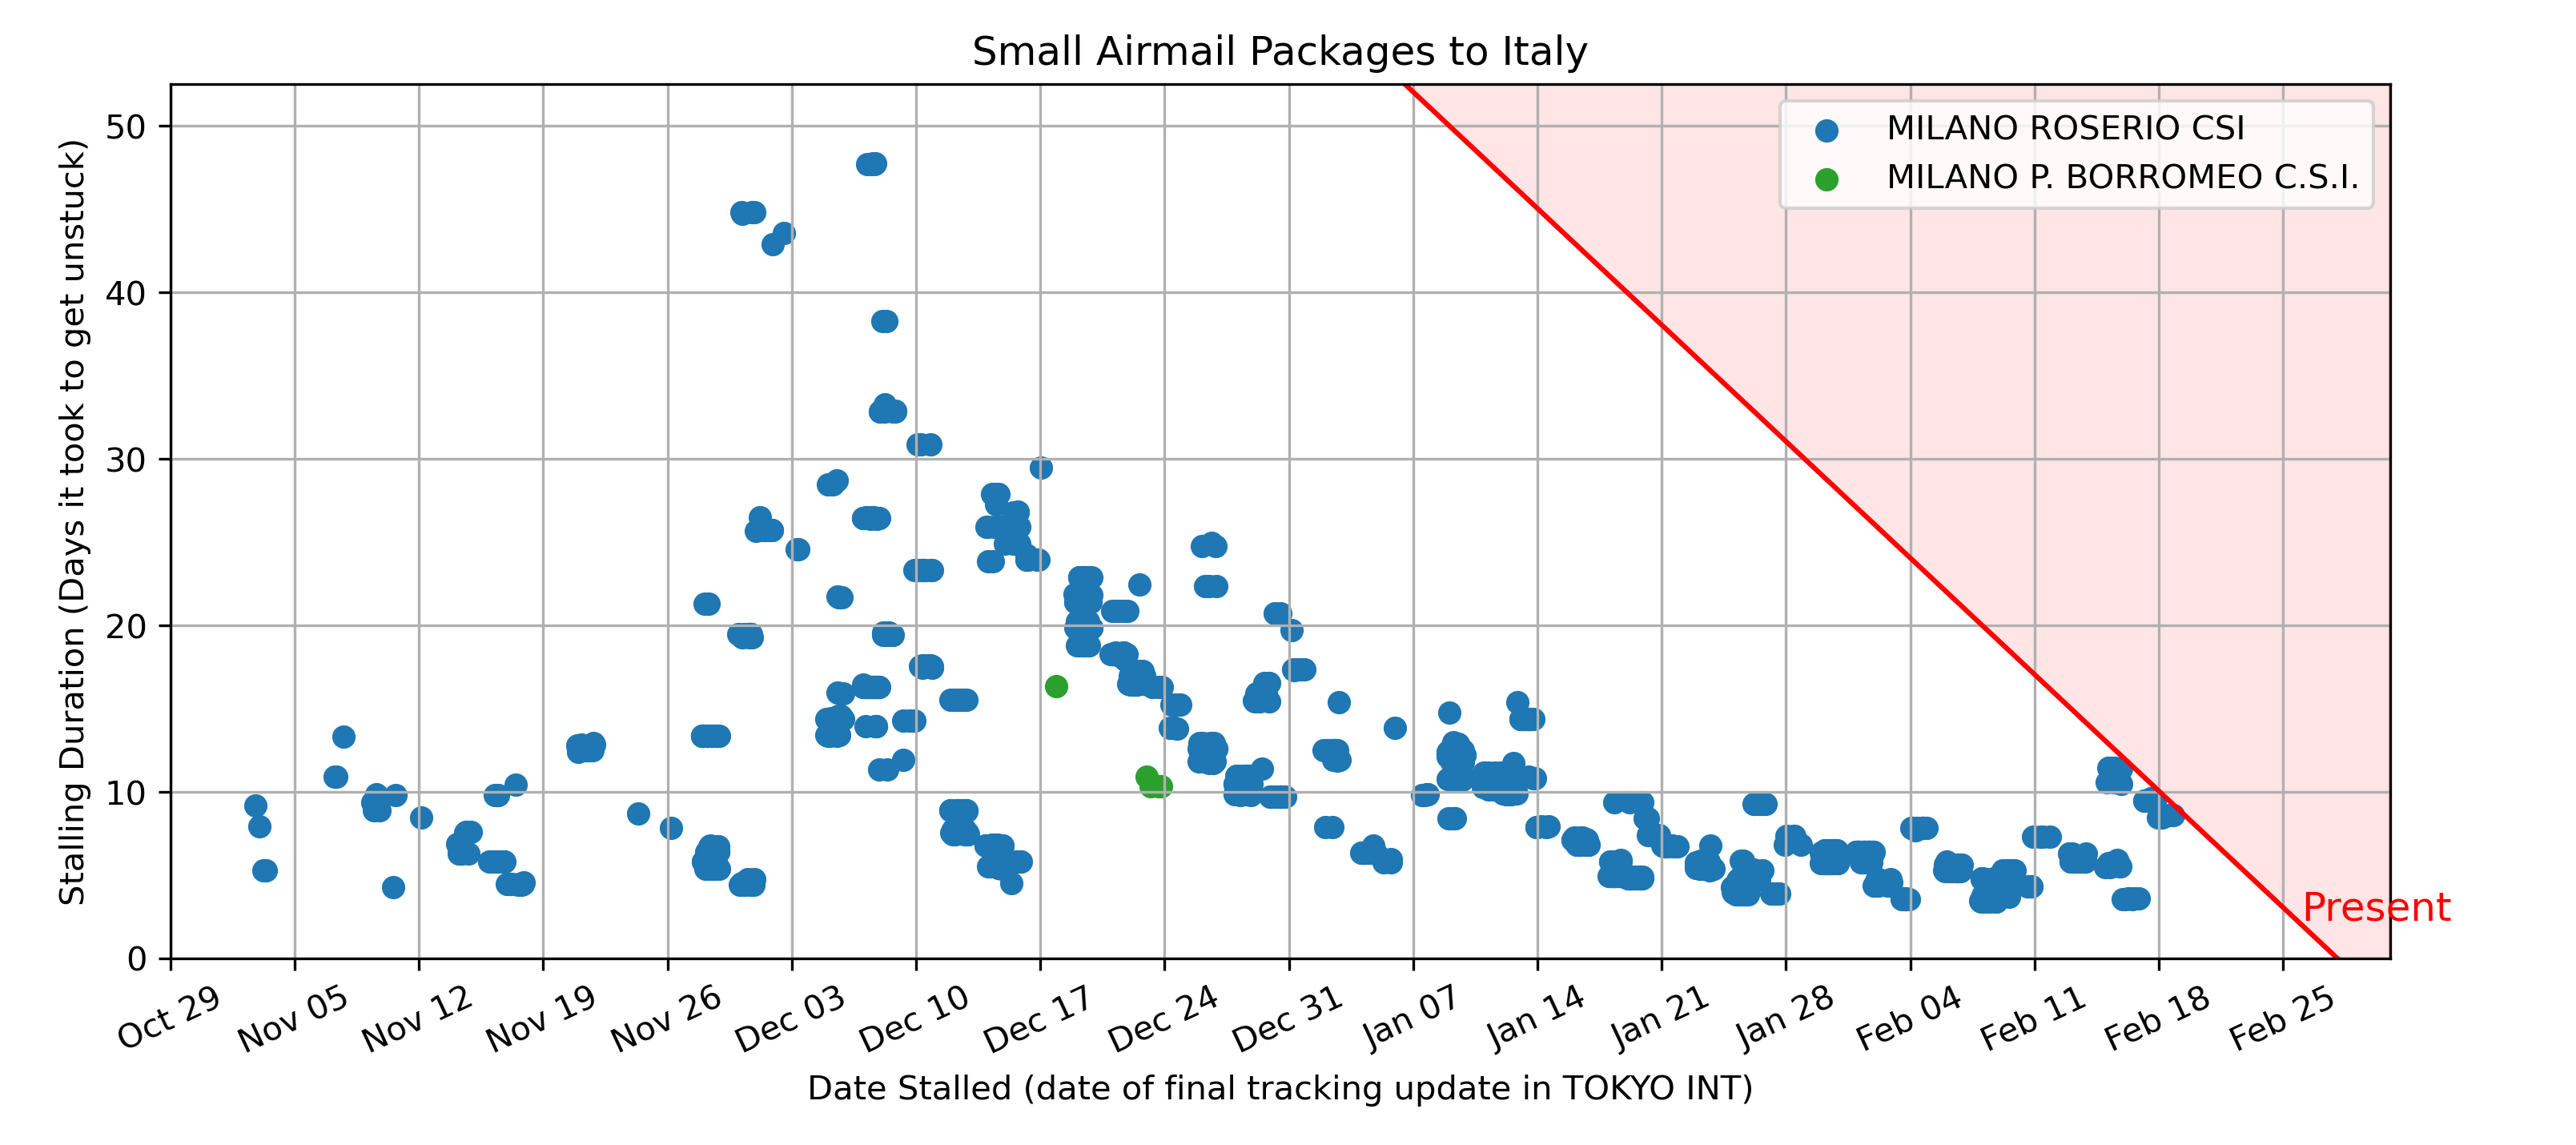 Small Airmail Packages to Italy
Stalling Duration (Days it took to get unstuck)
50
40
30
20
10
0
MILANO ROSERIO CSI
MILANO P. BORROMEO C.S.I.
Present
Oct 29
Nov 05
Nov 12
Nov 19
Nov 26
Dec 03
Dec 10
Dec 17
Dec 24
Dec 31
Jan 07
Jan 14
Jan 21
Jan 28
Feb 04
Feb 11
Feb 18
Feb 25
Date Stalled (date of final tracking update in TOKYO INT)